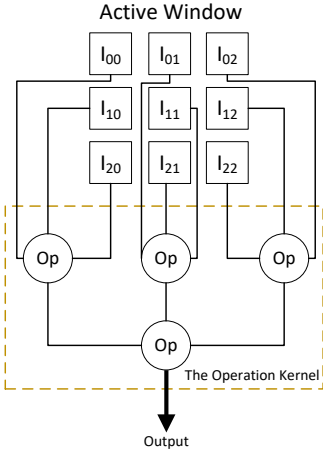 Active Window
I00 I01 I02
I10 I11 I12
I20 I21 I22
Op Op Op
Op
The Operation Kernel
Output